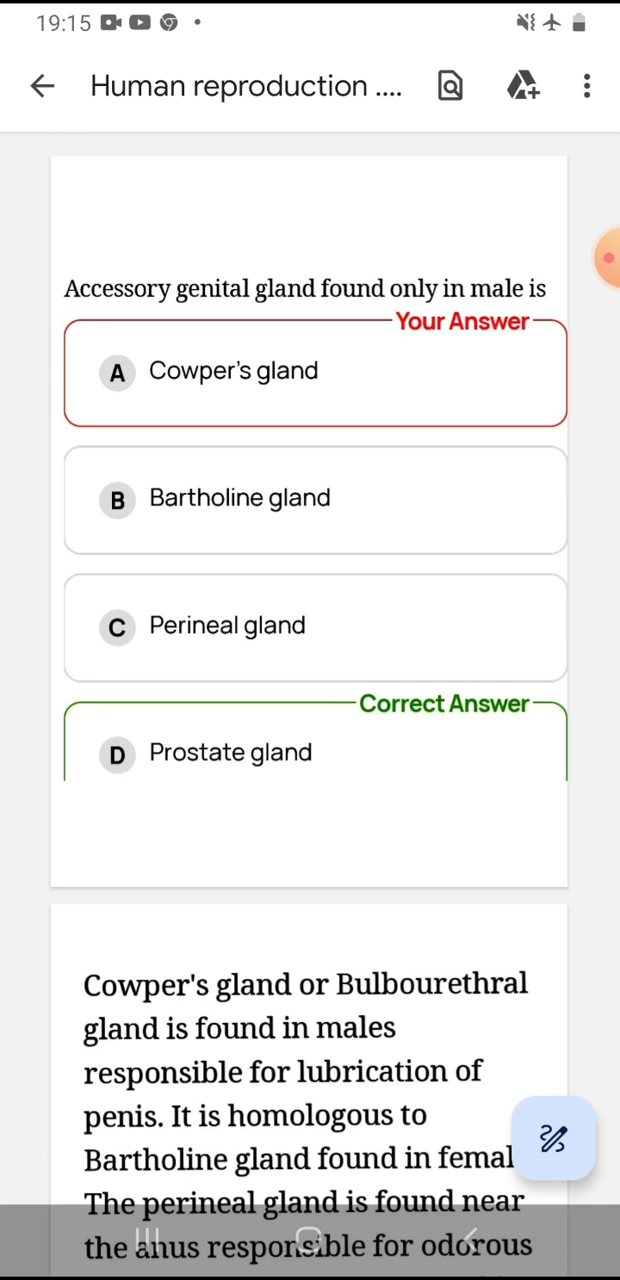 19:15
Human reproduction ....
Accessory genital gland found only in male is
Your Answer
A Cowper's gland
B Bartholine gland
C Perineal gland
Correct Answer
D Prostate gland
Cowper's gland or Bulbourethral
gland is found in males
responsible for lubrication of
penis. It is homologous to
Bartholine gland found in femal
The perineal gland is found near
the anus responsible for odorous